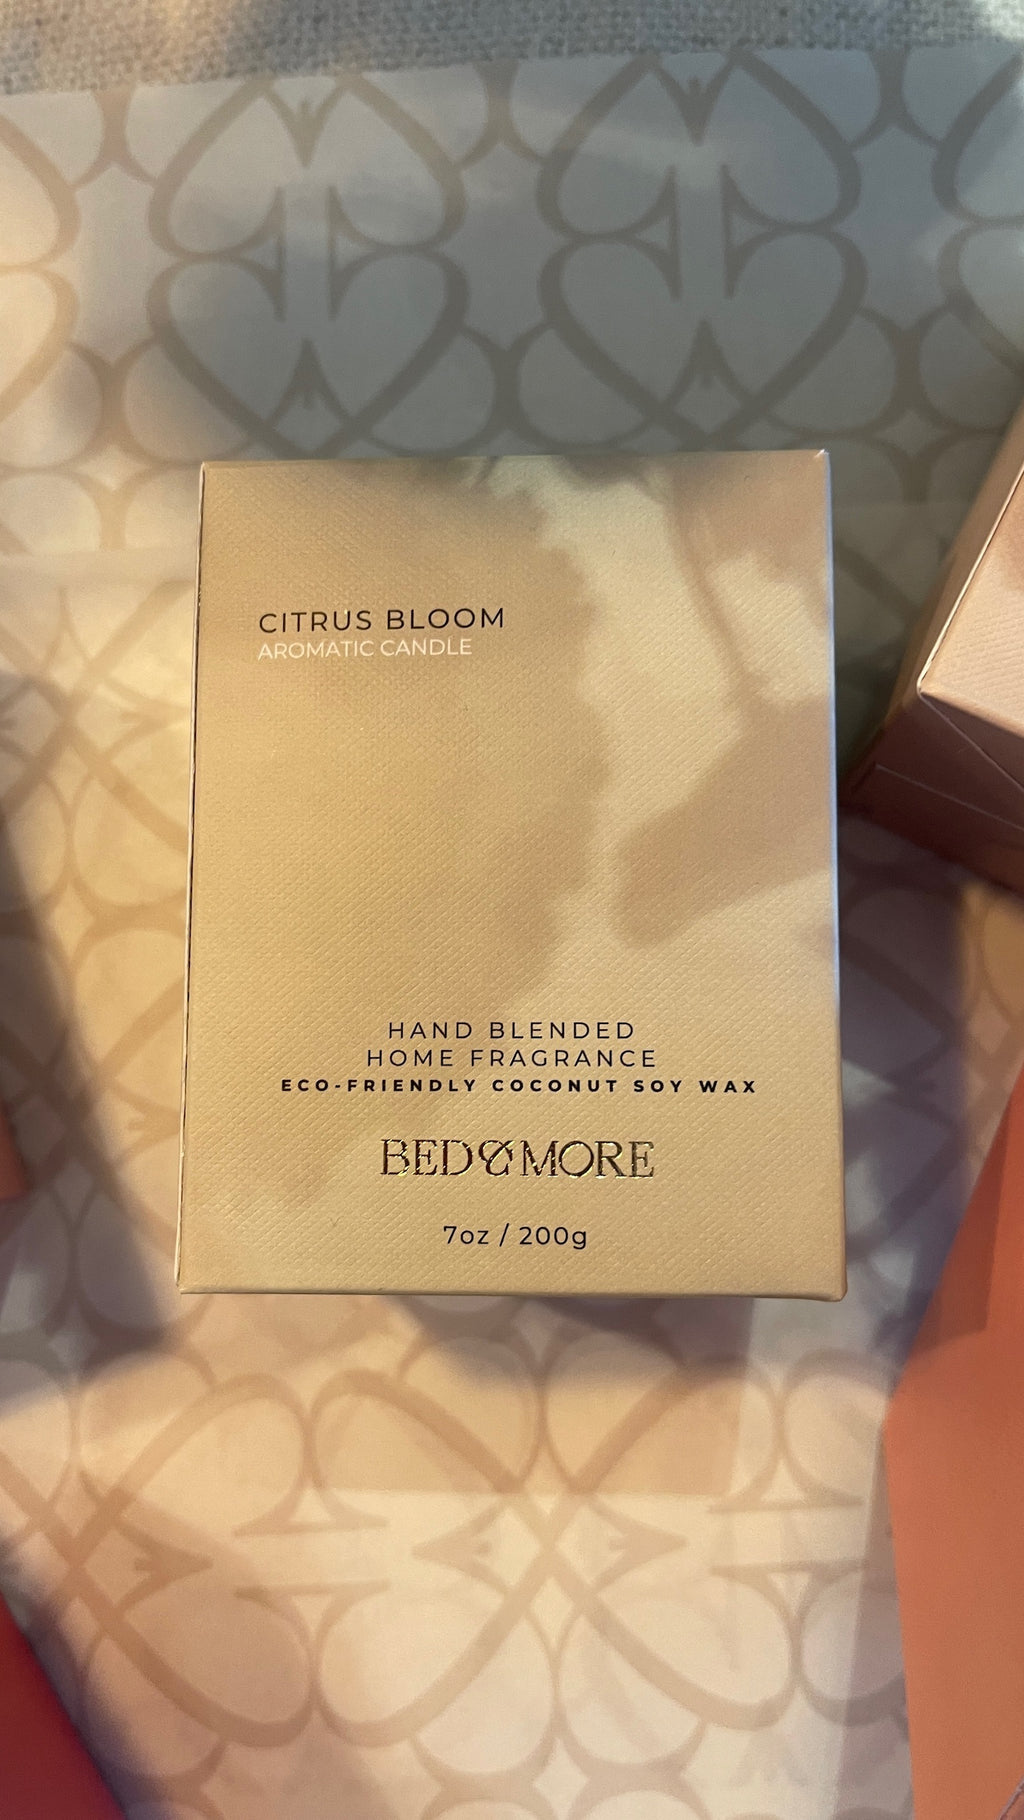 CITRUS BLOOM
AROMATIC CANDLE
HAND BLENDED
HOME FRAGRANCE
ECO-FRIENDLY COCONUT SOY WAX
BED&MORE
7oz / 200g